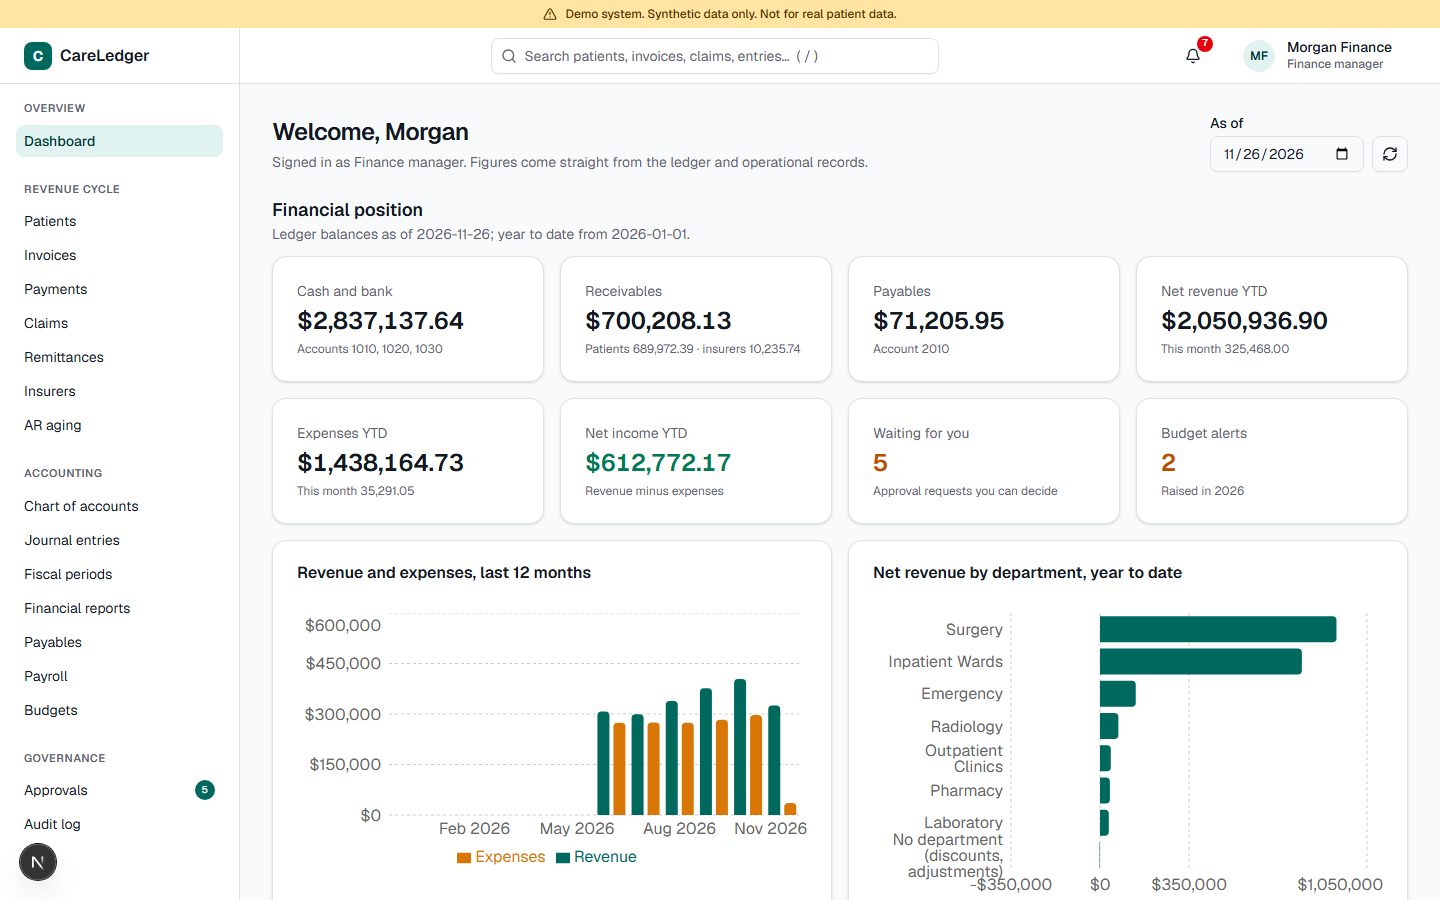 Demo system. Synthetic data only. Not for real patient data.
C
CareLedger
Search patients, invoices, claims, entries... ( / )
7
MF
Morgan Finance
Finance manager
OVERVIEW
Dashboard
REVENUE CYCLE
Patients
Invoices
Payments
Claims
Remittances
Insurers
AR aging
ACCOUNTING
Chart of accounts
Journal entries
Fiscal periods
Financial reports
Payables
Payroll
Budgets
GOVERNANCE
Approvals
5
Audit log
N
Welcome, Morgan
Signed in as Finance manager. Figures come straight from the ledger and operational records.
As of
11/26/2026
Financial position
Ledger balances as of 2026-11-26; year to date from 2026-01-01.
Cash and bank
$2,837,137.64
Accounts 1010, 1020, 1030
Receivables
$700,208.13
Patients 689,972.39 · insurers 10,235.74
Payables
$71,205.95
Account 2010
Net revenue YTD
$2,050,936.90
This month 325,468.00
Expenses YTD
$1,438,164.73
This month 35,291.05
Net income YTD
$612,772.17
Revenue minus expenses
Waiting for you
5
Approval requests you can decide
Budget alerts
2
Raised in 2026
Revenue and expenses, last 12 months
$600,000
$450,000
$300,000
$150,000
$0
Feb 2026
May 2026
Aug 2026
Nov 2026
Expenses
Revenue
Net revenue by department, year to date
Surgery
Inpatient Wards
Emergency
Radiology
Outpatient
Clinics
Pharmacy
Laboratory
No department
(discounts,
adjustments)
-$350,000
$0
$350,000
$1,050,000